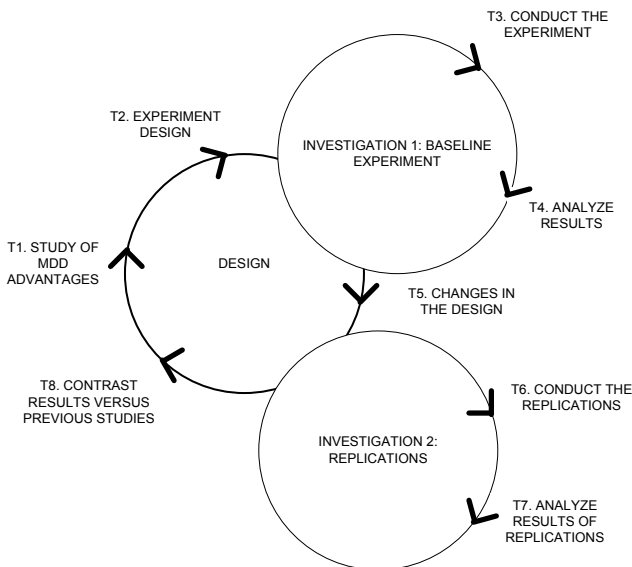 T3. CONDUCT THE
EXPERIMENT
T2. EXPERIMENT
DESIGN
INVESTIGATION 1: BASELINE
EXPERIMENT
T4. ANALYZE
RESULTS
T1. STUDY OF
MDD
ADVANTAGES
DESIGN
T5. CHANGES IN
THE DESIGN
T8. CONTRAST
RESULTS VERSUS
PREVIOUS STUDIES
T6. CONDUCT THE
REPLICATIONS
INVESTIGATION 2:
REPLICATIONS
T7. ANALYZE
RESULTS OF
REPLICATIONS